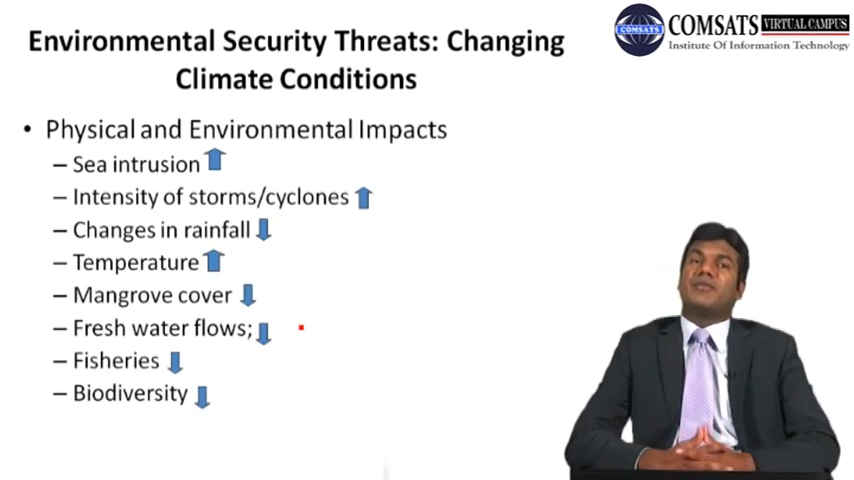 Environmental Security Threats: Changing
Climate Conditions
COMSATS
COMSATS VIRTUAL CAMPUS
Institute Of Information Technology
• Physical and Environmental Impacts
– Sea intrusion
– Intensity of storms/cyclones
– Changes in rainfall
– Temperature
– Mangrove cover
– Fresh water flows;
– Fisheries
– Biodiversity